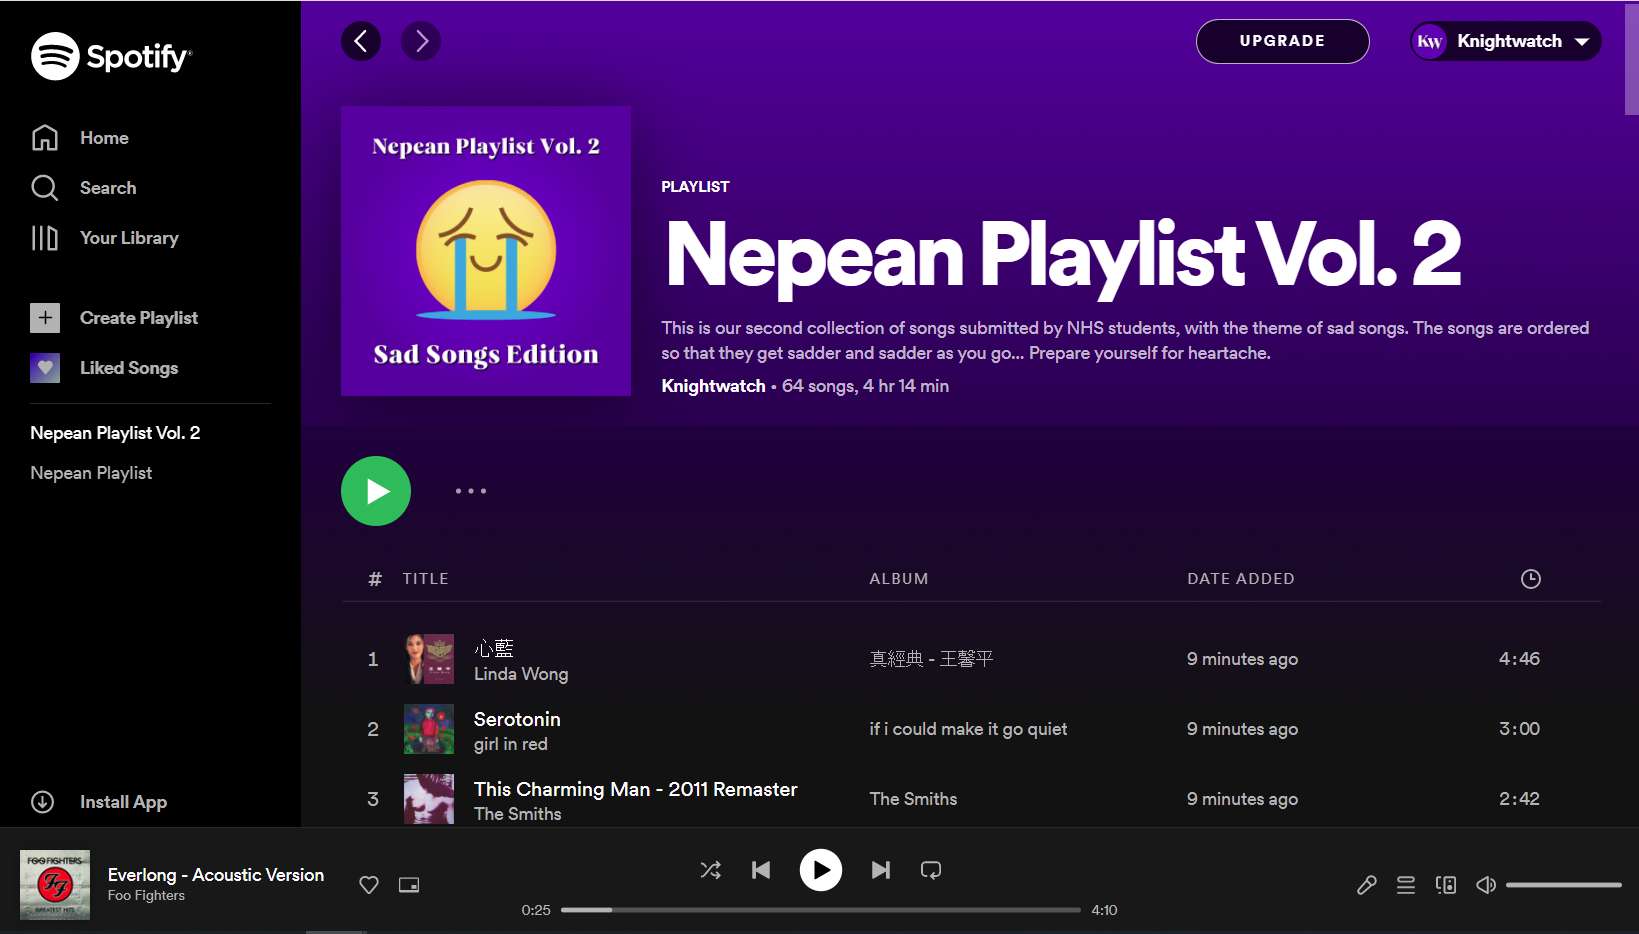 Spotify
Home
Search
Your Library
Create Playlist
Liked Songs
Nepean Playlist Vol. 2
Nepean Playlist
Install App
UPGRADE
KW Knightwatch
Nepean Playlist Vol. 2
Sad Songs Edition
PLAYLIST
Nepean Playlist Vol. 2
This is our second collection of songs submitted by NHS students, with the theme of sad songs. The songs are ordered
so that they get sadder and sadder as you go... Prepare yourself for heartache.
Knightwatch • 64 songs, 4 hr 14 min
# TITLE ALBUM DATE ADDED
1 心藍 真經典 - 王馨平 9 minutes ago 4:46
Linda Wong
2 Serotonin if i could make it go quiet 9 minutes ago 3:00
girl in red
3 This Charming Man - 2011 Remaster The Smiths 9 minutes ago 2:42
The Smiths
FOO FIGHTERS
FF
GREATEST HITS
Everlong - Acoustic Version
Foo Fighters
0:25 4:10